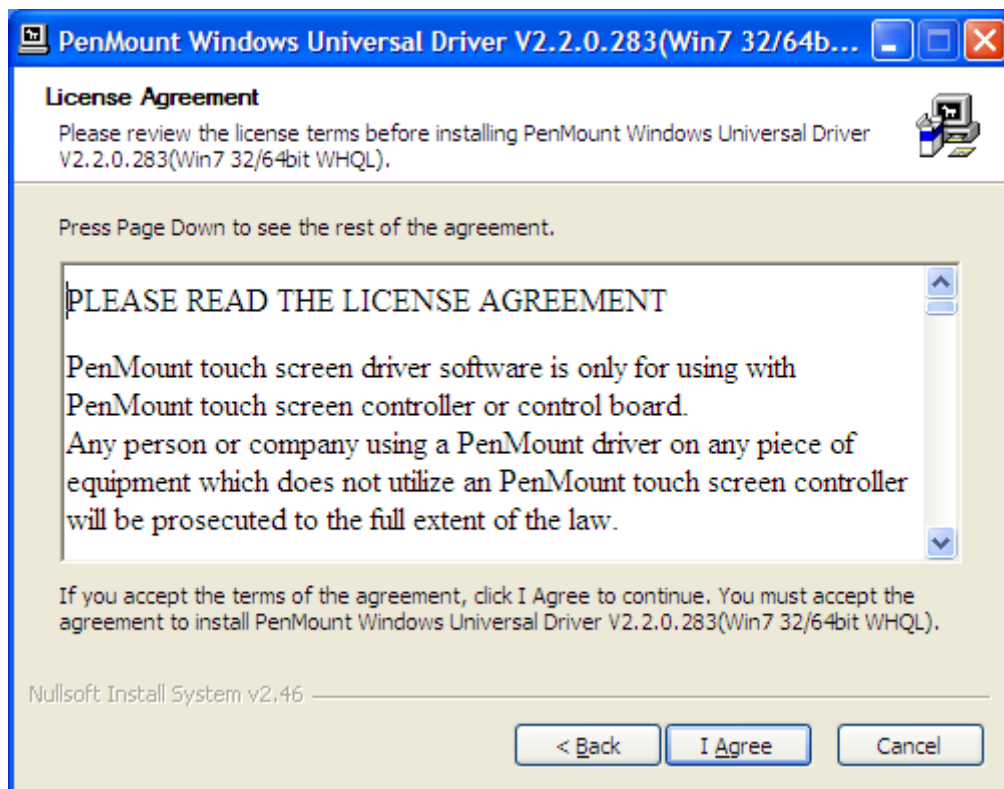 PenMount Windows Universal Driver V2.2.0.283(Win7 32/64b...
License Agreement
Please review the license terms before installing PenMount Windows Universal Driver
V2.2.0.283(Win7 32/64bit WHQL).
Press Page Down to see the rest of the agreement.
PLEASE READ THE LICENSE AGREEMENT
PenMount touch screen driver software is only for using with
PenMount touch screen controller or control board.
Any person or company using a PenMount driver on any piece of
equipment which does not utilize an PenMount touch screen controller
will be prosecuted to the full extent of the law.
If you accept the terms of the agreement, click I Agree to continue. You must accept the
agreement to install PenMount Windows Universal Driver V2.2.0.283(Win7 32/64bit WHQL).
Nullsoft Install System v2.46
< Back
I Agree
Cancel